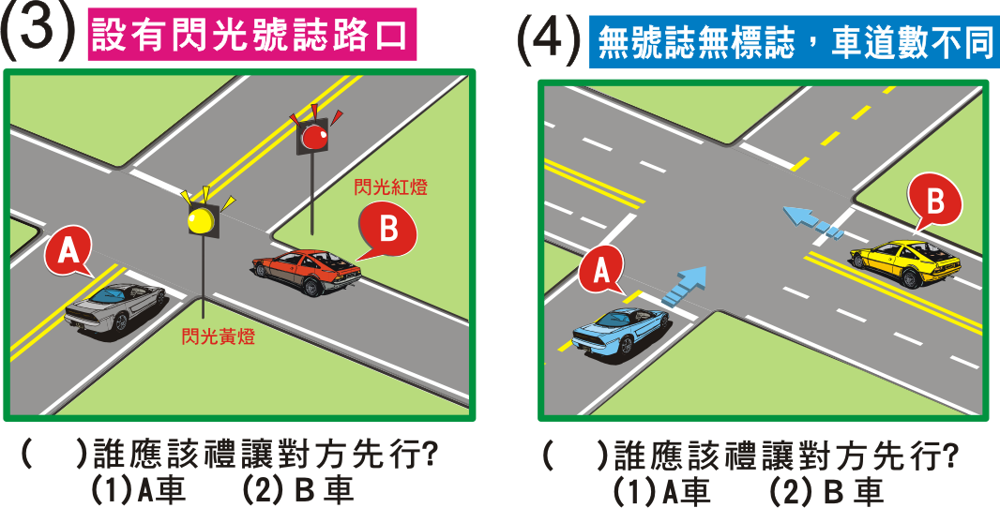 (3) 設有閃光號誌路口
閃光紅燈
B
A
閃光黃燈
(　)誰應該禮讓對方先行?
(1)A車　(2)B車
(4) 無號誌無標誌，車道數不同
B
A
(　)誰應該禮讓對方先行?
(1)A車　(2)B車